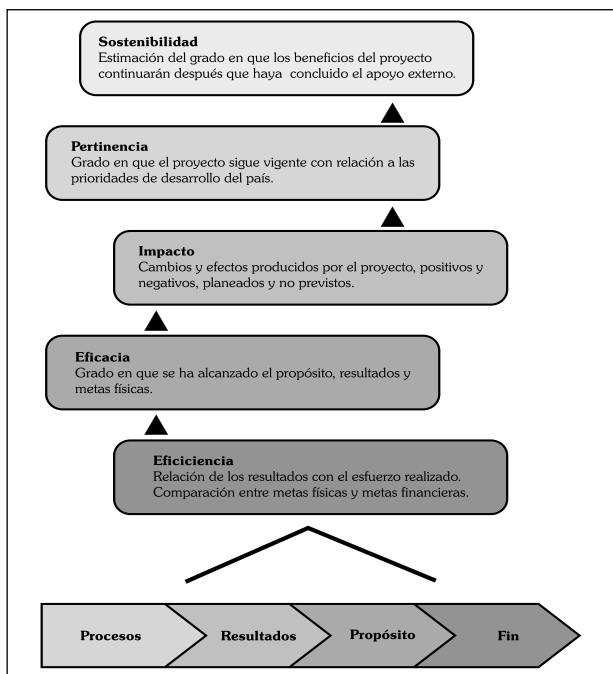 Sostenibilidad
Estimación del grado en que los beneficios del proyecto
continuarán después que haya concluido el apoyo externo.
Pertinencia
Grado en que el proyecto sigue vigente con relación a las
prioridades de desarrollo del país.
Impacto
Cambios y efectos producidos por el proyecto, positivos y
negativos, planeados y no previstos.
Eficacia
Grado en que se ha alcanzado el propósito, resultados y
metas físicas.
Eficiciencia
Relación de los resultados con el esfuerzo realizado.
Comparación entre metas físicas y metas financieras.
Procesos
Resultados
Propósito
Fin